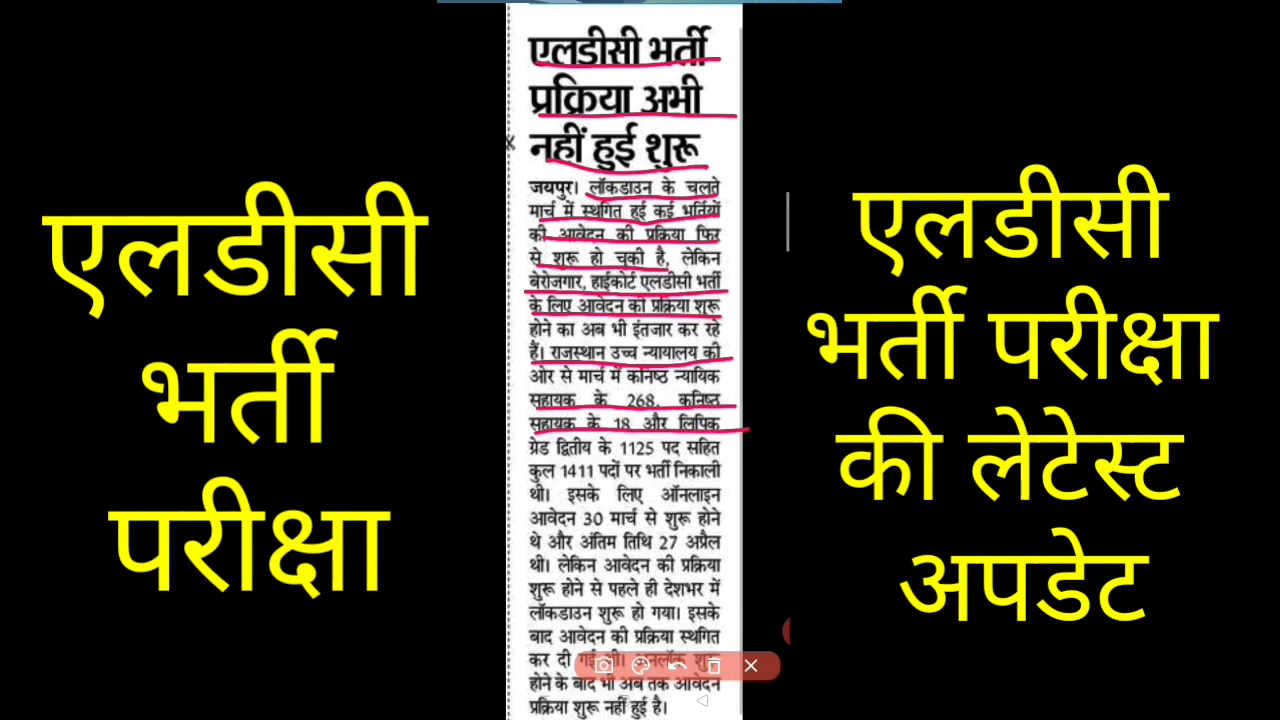 एलडीसी
भर्ती
परीक्षा
एलडीसी भर्ती
प्रक्रिया अभी
नहीं हुई शुरू
जयपुर। लॉकडाउन के चलते
मार्च में स्थगित हुई कई भर्तियों
की आवेदन की प्रक्रिया फिर
से शुरू हो चुकी है, लेकिन
बेरोजगार, हाईकोर्ट एलडीसी भर्ती
के लिए आवेदन की प्रक्रिया शुरू
होने का अब भी इंतजार कर रहे
हैं। राजस्थान उच्च न्यायालय की
ओर से मार्च में कनिष्ठ न्यायिक
सहायक के 268, कनिष्ठ
सहायक के 18 और लिपिक
ग्रेड द्वितीय के 1125 पद सहित
कुल 1411 पदों पर भर्ती निकाली
थी। इसके लिए ऑनलाइन
आवेदन 30 मार्च से शुरू होने
थे और अंतिम तिथि 27 अप्रैल
थी। लेकिन आवेदन की प्रक्रिया
शुरू होने से पहले ही देशभर में
लॉकडाउन शुरू हो गया। इसके
बाद आवेदन की प्रक्रिया स्थगित
कर दी गई थी। अनलॉक शुरू
होने के बाद भी अब तक आवेदन
प्रक्रिया शुरू नहीं हुई है।
एलडीसी
भर्ती परीक्षा
की लेटेस्ट
अपडेट